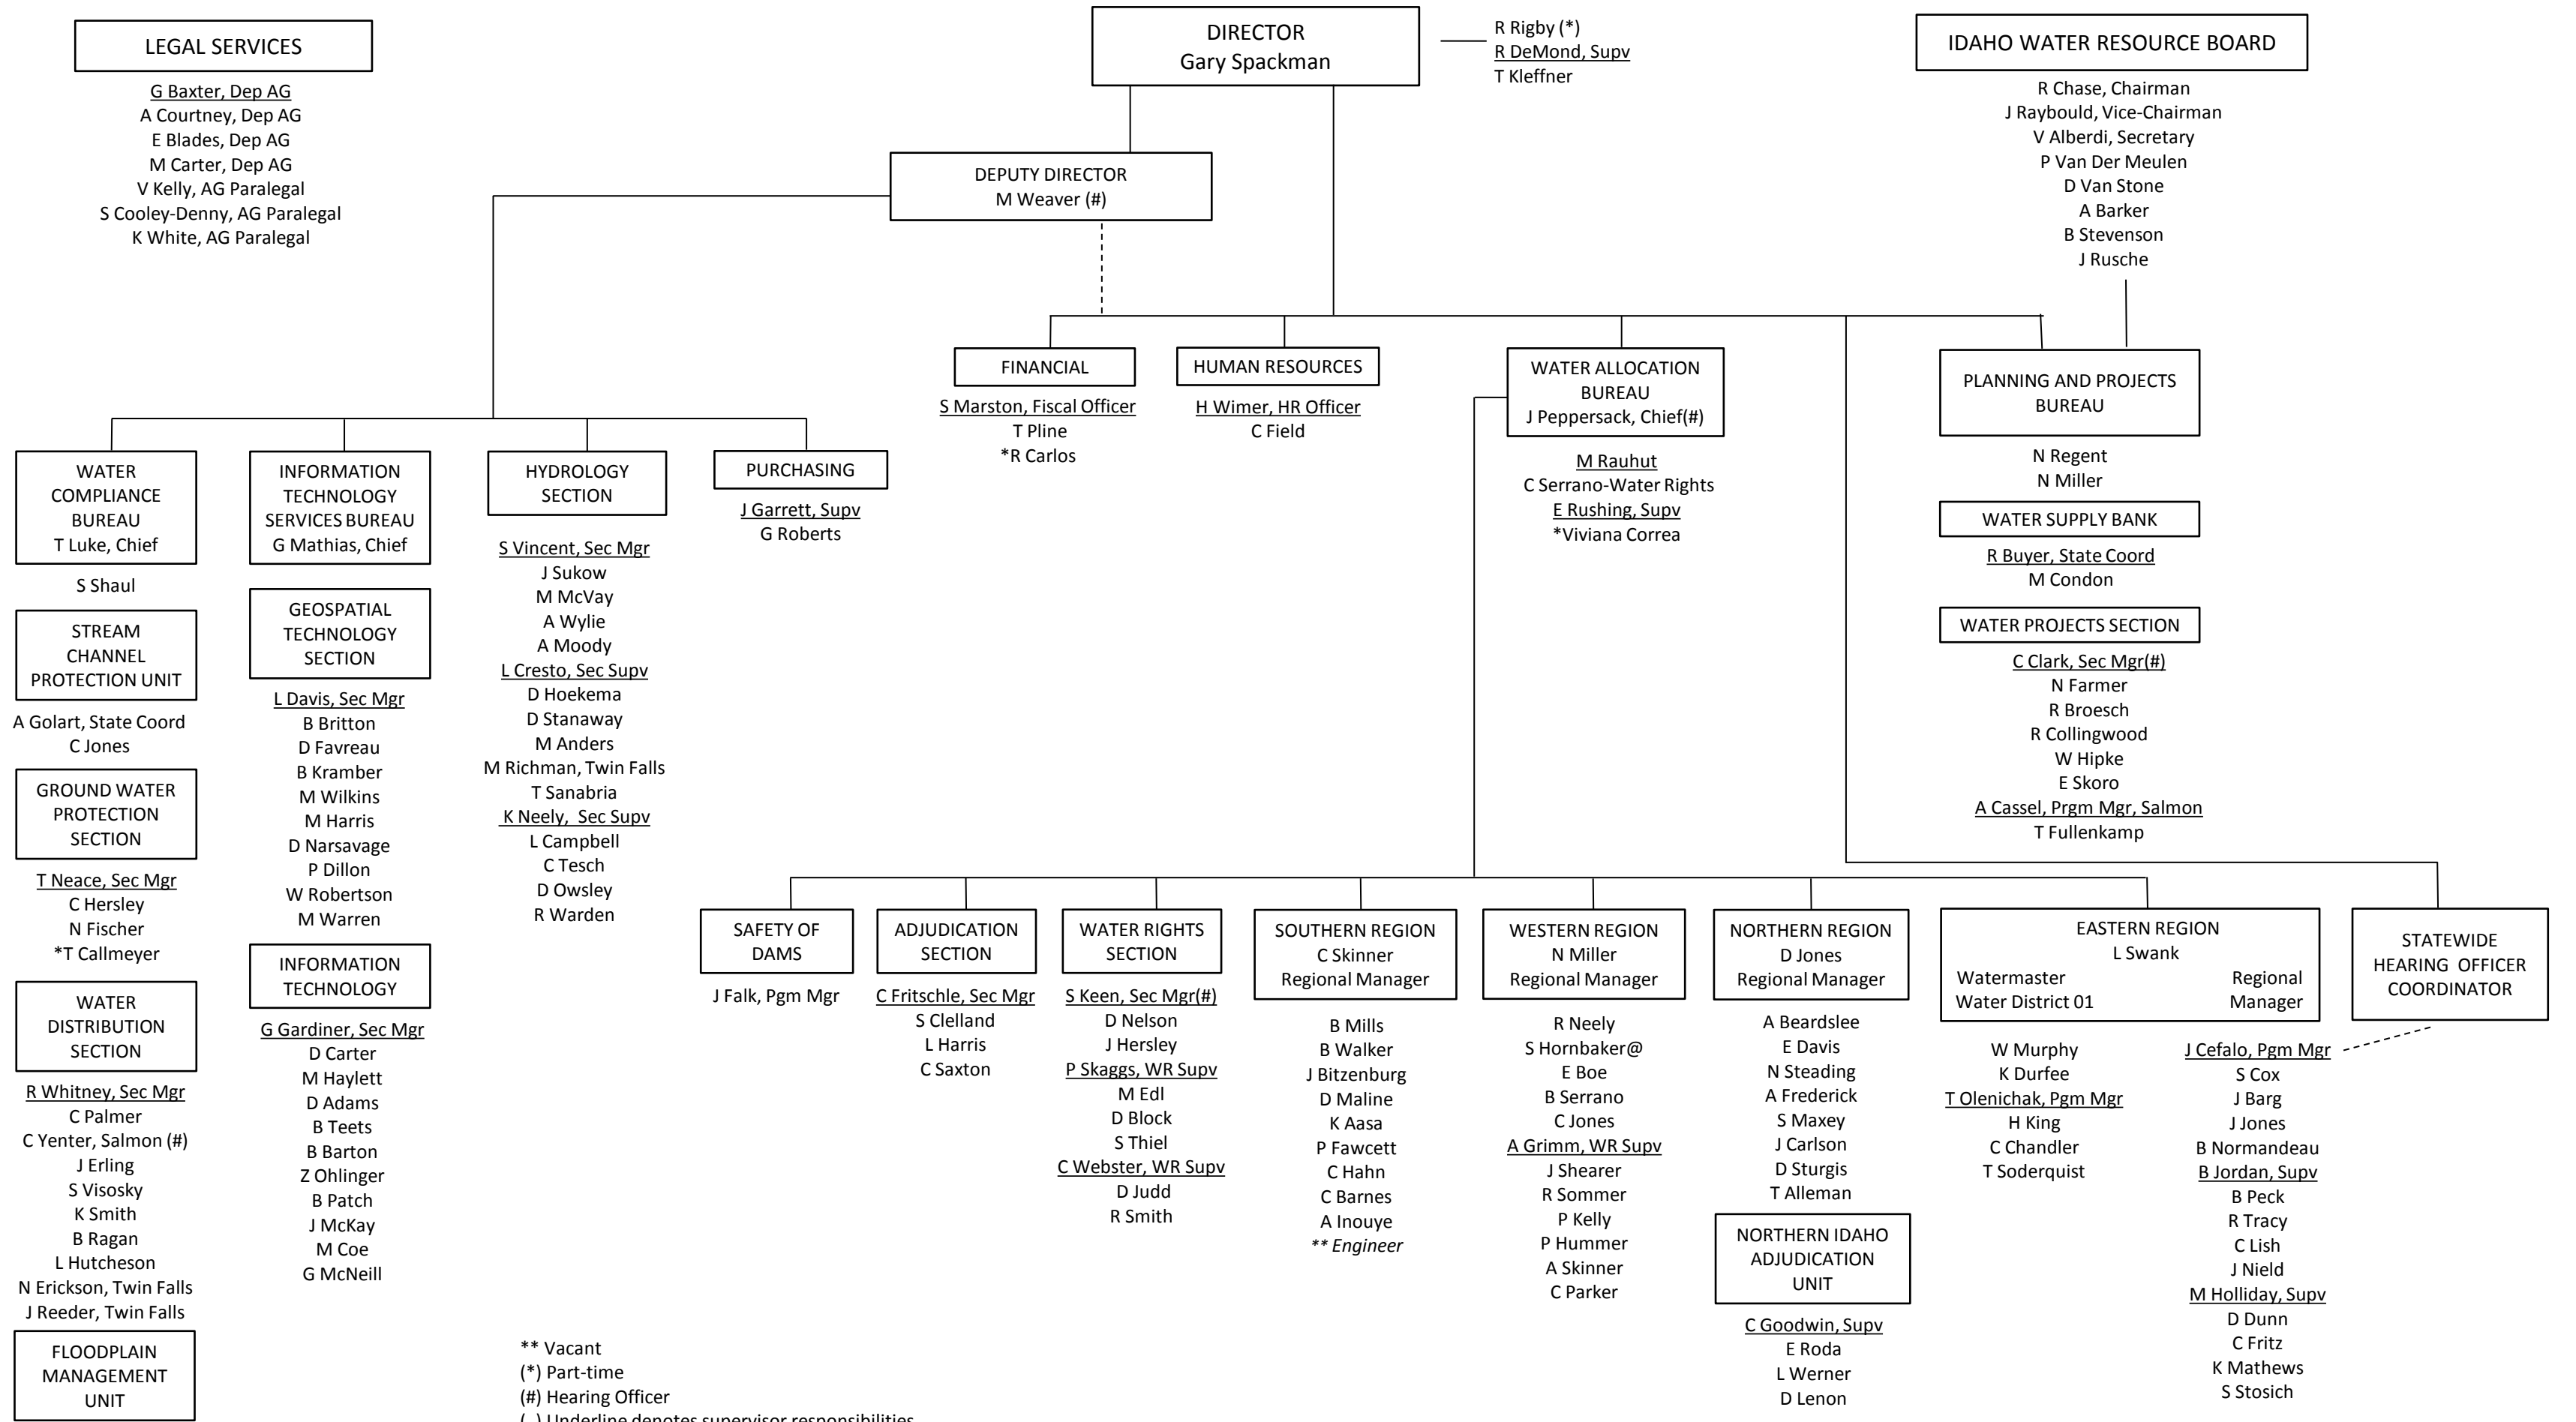 LEGAL SERVICES
G Baxter, Dep AG
A Courtney, Dep AG
E Blades, Dep AG
M Carter, Dep AG
V Kelly, AG Paralegal
S Cooley-Denny, AG Paralegal
K White, AG Paralegal
DIRECTOR
Gary Spackman
R Rigby (*)
R DeMond, Supv
T Kleffner
IDAHO WATER RESOURCE BOARD
R Chase, Chairman
J Raybould, Vice-Chairman
V Alberdi, Secretary
P Van Der Meulen
D Van Stone
A Barker
B Stevenson
J Rusche
DEPUTY DIRECTOR
M Weaver (#)
FINANCIAL
S Marston, Fiscal Officer
T Pline
*R Carlos
HUMAN RESOURCES
H Wimer, HR Officer
C Field
WATER ALLOCATION
BUREAU
J Peppersack, Chief(#)
M Rauhut
C Serrano-Water Rights
E Rushing, Supv
*Viviana Correa
PLANNING AND PROJECTS
BUREAU
N Regent
N Miller
WATER SUPPLY BANK
R Buyer, State Coord
M Condon
WATER PROJECTS SECTION
C Clark, Sec Mgr(#)
N Farmer
R Broesch
R Collingwood
W Hipke
E Skoro
A Cassel, Prgm Mgr, Salmon
T Fullenkamp
WATER
COMPLIANCE
BUREAU
T Luke, Chief
S Shaul
STREAM
CHANNEL
PROTECTION UNIT
A Golart, State Coord
C Jones
GROUND WATER
PROTECTION
SECTION
T Neace, Sec Mgr
C Hersley
N Fischer
*T Callmeyer
WATER
DISTRIBUTION
SECTION
R Whitney, Sec Mgr
C Palmer
C Yenter, Salmon (#)
J Erling
S Visosky
K Smith
B Ragan
L Hutcheson
N Erickson, Twin Falls
J Reeder, Twin Falls
FLOODPLAIN
MANAGEMENT
UNIT
INFORMATION
TECHNOLOGY
SERVICES BUREAU
G Mathias, Chief
GEOSPATIAL
TECHNOLOGY
SECTION
L Davis, Sec Mgr
B Britton
D Favreau
B Kramber
M Wilkins
M Harris
D Narsavage
P Dillon
W Robertson
M Warren
INFORMATION
TECHNOLOGY
G Gardiner, Sec Mgr
D Carter
M Haylett
D Adams
B Teets
B Barton
Z Ohlinger
B Patch
J McKay
M Coe
G McNeill
HYDROLOGY
SECTION
S Vincent, Sec Mgr
J Sukow
M McVay
A Wylie
A Moody
L Cresto, Sec Supv
D Hoekema
D Stanaway
M Anders
M Richman, Twin Falls
T Sanabria
K Neely, Sec Supv
L Campbell
C Tesch
D Owsley
R Warden
PURCHASING
J Garrett, Supv
G Roberts
SAFETY OF
DAMS
J Falk, Pgm Mgr
ADJUDICATION
SECTION
C Fritschle, Sec Mgr
S Clelland
L Harris
C Saxton
WATER RIGHTS
SECTION
S Keen, Sec Mgr(#)
D Nelson
J Hersley
P Skaggs, WR Supv
M Edl
D Block
S Thiel
C Webster, WR Supv
D Judd
R Smith
SOUTHERN REGION
C Skinner
Regional Manager
B Mills
B Walker
J Bitzenburg
D Maline
K Aasa
P Fawcett
C Hahn
C Barnes
A Inouye
** Engineer
WESTERN REGION
N Miller
Regional Manager
R Neely
S Hornbaker@
E Boe
B Serrano
C Jones
A Grimm, WR Supv
J Shearer
R Sommer
P Kelly
P Hummer
A Skinner
C Parker
NORTHERN REGION
D Jones
Regional Manager
A Beardslee
E Davis
N Steading
A Frederick
S Maxey
J Carlson
D Sturgis
T Alleman
NORTHERN IDAHO
ADJUDICATION
UNIT
C Goodwin, Supv
E Roda
L Werner
D Lenon
EASTERN REGION
L Swank
Watermaster
Water District 01
Regional
Manager
W Murphy
K Durfee
T Olenichak, Pgm Mgr
H King
C Chandler
T Soderquist
J Cefalo, Pgm Mgr
S Cox
J Barg
J Jones
B Normandeau
B Jordan, Supv
B Peck
R Tracy
C Lish
J Nield
M Holliday, Supv
D Dunn
C Fritz
K Mathews
S Stosich
STATEWIDE
HEARING OFFICER
COORDINATOR
** Vacant
(*) Part-time
(#) Hearing Officer
(_) Underline denotes supervisor responsibilities